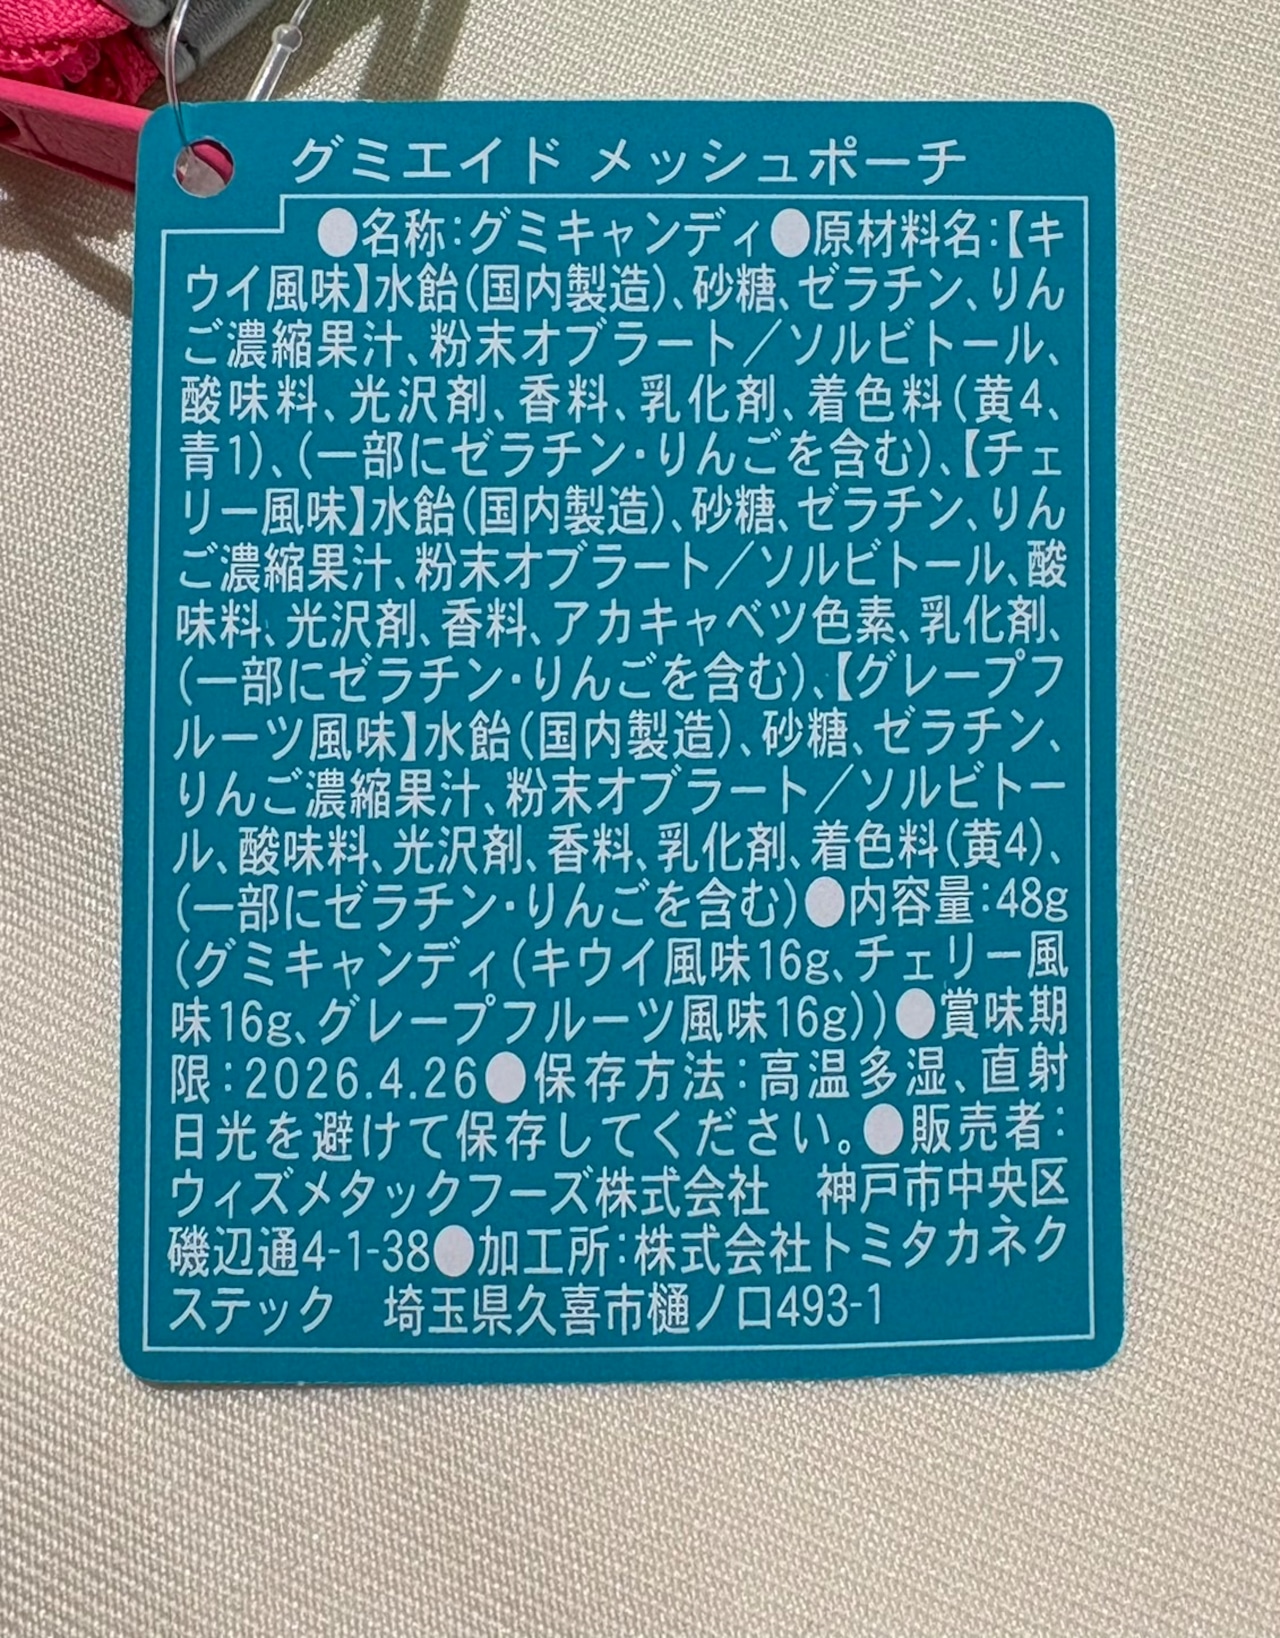 グミエイド メッシュポーチ
●名称:グミキャンディ●原材料名:【キ
ウイ風味】水飴(国内製造)、砂糖、ゼラチン、りん
ご濃縮果汁、粉末オブラート／ソルビトール、
酸味料、光沢剤、香料、乳化剤、着色料(黄4、
青1)、(一部にゼラチン・りんごを含む)、【チェ
リー風味】水飴(国内製造)、砂糖、ゼラチン、りん
ご濃縮果汁、粉末オブラート／ソルビトール、酸
味料、光沢剤、香料、アカキャベツ色素、乳化剤、
(一部にゼラチン・りんごを含む)、【グレープフ
ルーツ風味】水飴(国内製造)、砂糖、ゼラチン、
りんご濃縮果汁、粉末オブラート／ソルビトー
ル、酸味料、光沢剤、香料、乳化剤、着色料(黄4)、
(一部にゼラチン・りんごを含む)●内容量:48g
(グミキャンディ(キウイ風味16g、チェリー風
味16g、グレープフルーツ風味16g))●賞味期
限:2026.4.26●保存方法:高温多湿、直射
日光を避けて保存してください。●販売者:
ウィズメタックフーズ株式会社　神戸市中央区
磯辺通4-1-38●加工所:株式会社トミタカネク
ステック　埼玉県久喜市樋ノ口493-1